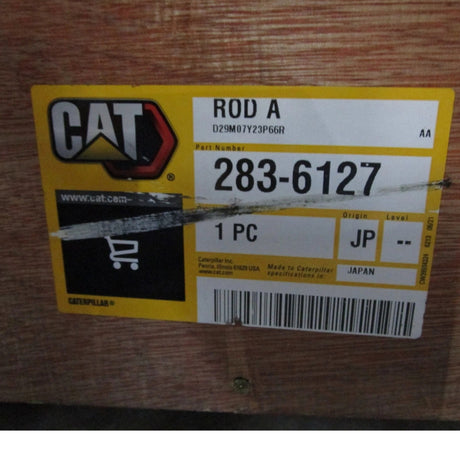 CAT
®
ROD A
D29M07Y23P66R
AA
Part Number
283-6127
www.cat.com
Origin
Level
1 PC
JP
--
Caterpillar Inc.
Peoria, Illinois 61629 USA
www.cat.com
Made to Caterpillar
specifications in:
JAPAN
CATERPILLAR®